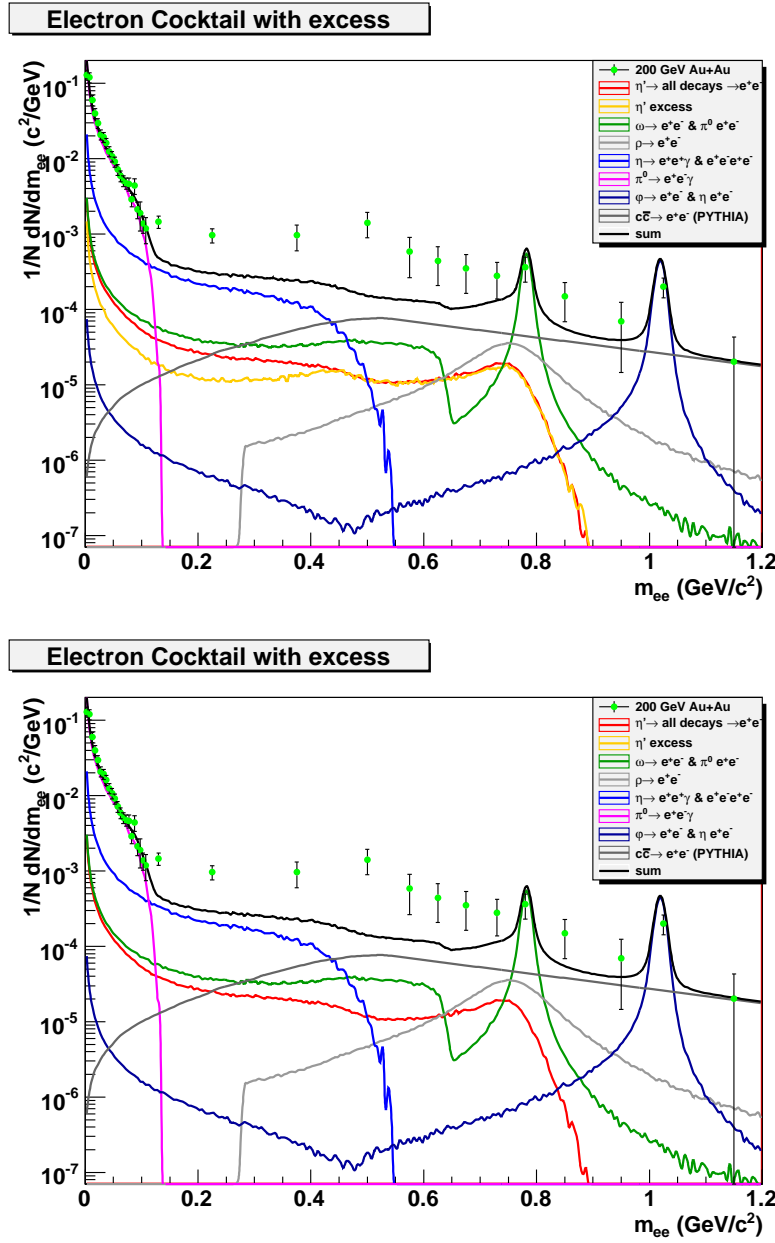 Electron Cocktail with excess
1/N dN/dmₑₑ (c²/GeV)
10⁻¹
10⁻²
10⁻³
10⁻⁴
10⁻⁵
10⁻⁶
10⁻⁷
200 GeV Au+Au
η'→ all decays →e⁺e⁻
η' excess
ω→ e⁺e⁻ & π⁰ e⁺e⁻
ρ→ e⁺e⁻
η→ e⁺e⁺γ & e⁺e⁻e⁺e⁻
π⁰→ e⁺e⁻γ
φ→ e⁺e⁻ & η e⁺e⁻
cc̅→ e⁺e⁻ (PYTHIA)
sum
0 0.2 0.4 0.6 0.8 1 1.2
mₑₑ (GeV/c²)
Electron Cocktail with excess
1/N dN/dmₑₑ (c²/GeV)
10⁻¹
10⁻²
10⁻³
10⁻⁴
10⁻⁵
10⁻⁶
10⁻⁷
200 GeV Au+Au
η'→ all decays →e⁺e⁻
η' excess
ω→ e⁺e⁻ & π⁰ e⁺e⁻
ρ→ e⁺e⁻
η→ e⁺e⁺γ & e⁺e⁻e⁺e⁻
π⁰→ e⁺e⁻γ
φ→ e⁺e⁻ & η e⁺e⁻
cc̅→ e⁺e⁻ (PYTHIA)
sum
0 0.2 0.4 0.6 0.8 1 1.2
mₑₑ (GeV/c²)